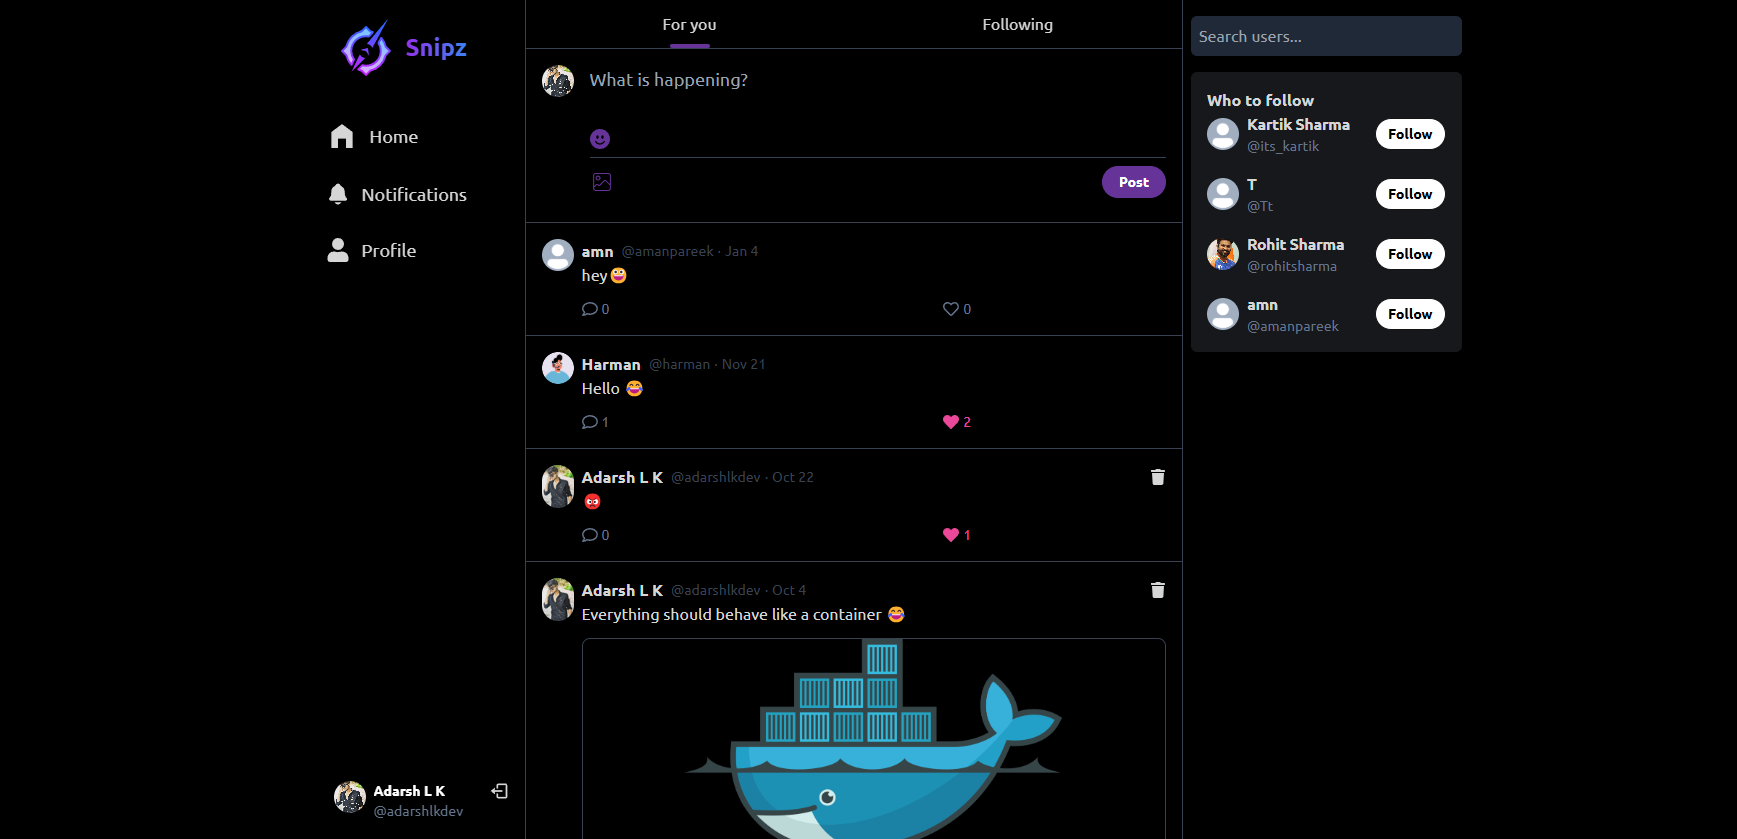 Snipz
Home
Notifications
Profile
Adarsh L K
@adarshlkdev
For you
Following
What is happening?
Post
amn @amanpareek · Jan 4
hey😀
0
0
Harman @harman · Nov 21
Hello 😂
1
2
Adarsh L K @adarshlkdev · Oct 22
😡
0
1
Adarsh L K @adarshlkdev · Oct 4
Everything should behave like a container 😂
Search users...
Who to follow
Kartik Sharma
@its_kartik
Follow
T
@Tt
Follow
Rohit Sharma
@rohitsharma
Follow
amn
@amanpareek
Follow